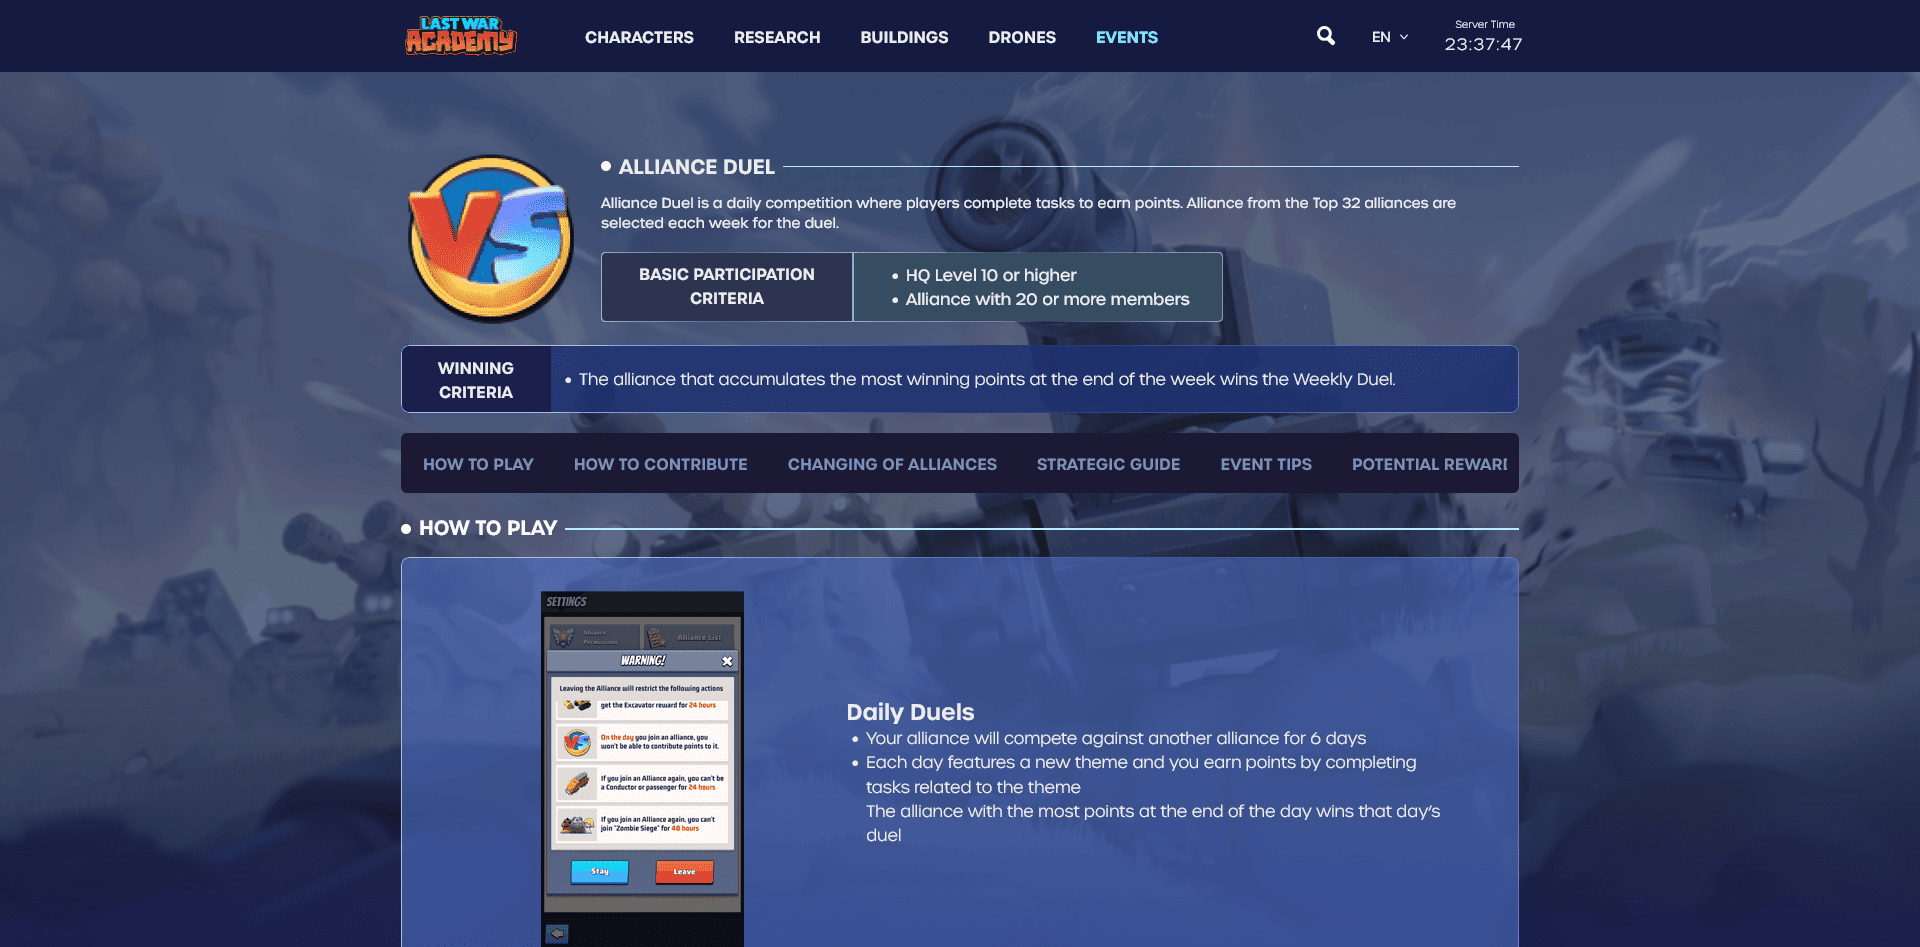 LAST WAR
ACADEMY
CHARACTERS
RESEARCH
BUILDINGS
DRONES
EVENTS
EN
Server Time
23:37:47
VS
ALLIANCE DUEL
Alliance Duel is a daily competition where players complete tasks to earn points. Alliance from the Top 32 alliances are
selected each week for the duel.
BASIC PARTICIPATION
CRITERIA
• HQ Level 10 or higher
• Alliance with 20 or more members
WINNING
CRITERIA
• The alliance that accumulates the most winning points at the end of the week wins the Weekly Duel.
HOW TO PLAY
HOW TO CONTRIBUTE
CHANGING OF ALLIANCES
STRATEGIC GUIDE
EVENT TIPS
POTENTIAL REWARD
HOW TO PLAY
SETTINGS
Alliance
Permissions
Alliance List
WARNING!
Leaving the Alliance will restrict the following actions
get the Excavator reward for 24 hours
VS
On the day you join an alliance, you
won't be able to contribute points to it.
If you join an Alliance again, you can't be
a Conductor or passenger for 24 hours
If you join an Alliance again, you can't
join "Zombie Siege" for 48 hours
Stay
Leave
Daily Duels
• Your alliance will compete against another alliance for 6 days
• Each day features a new theme and you earn points by completing
tasks related to the theme
The alliance with the most points at the end of the day wins that day's
duel